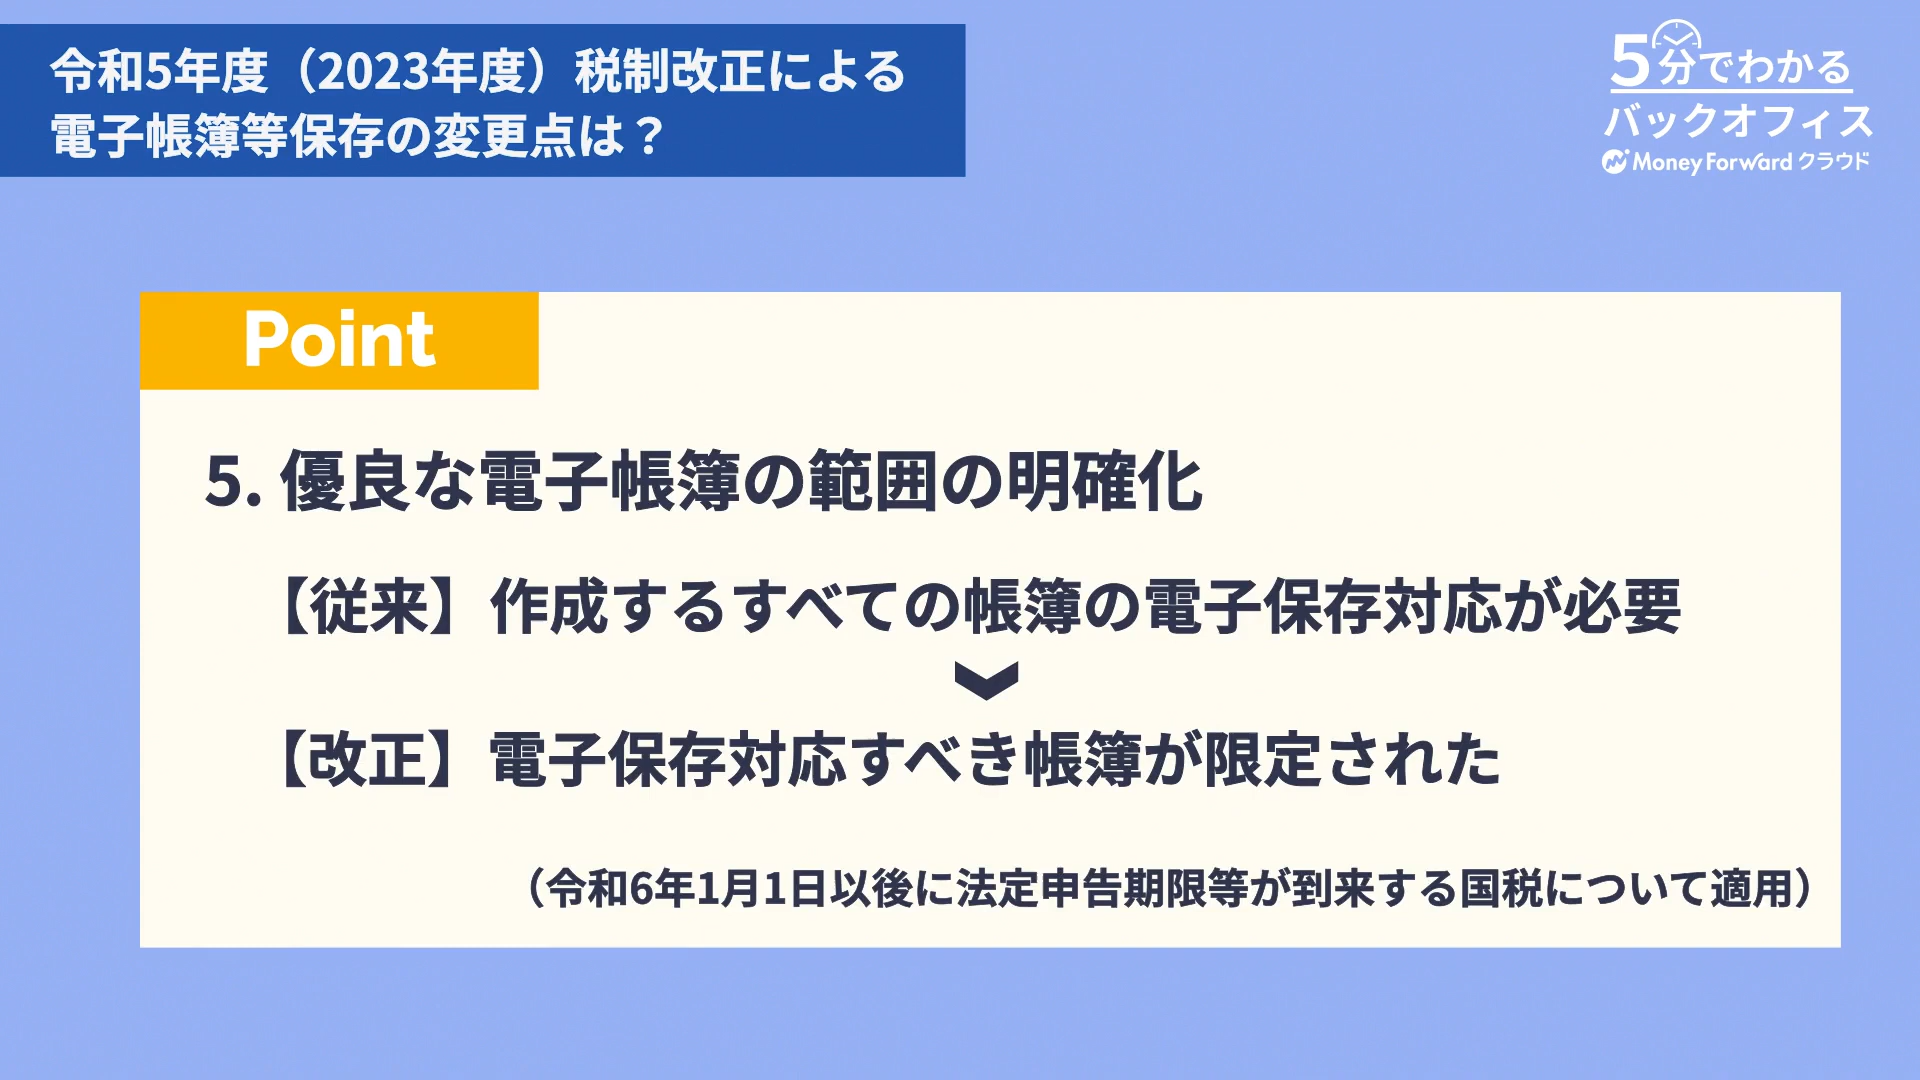 令和5年度（2023年度）税制改正による
電子帳簿等保存の変更点は？
5分でわかる
バックオフィス
Money Forward クラウド
Point
5. 優良な電子帳簿の範囲の明確化
【従来】作成するすべての帳簿の電子保存対応が必要
【改正】電子保存対応すべき帳簿が限定された
（令和6年1月1日以後に法定申告期限等が到来する国税について適用）